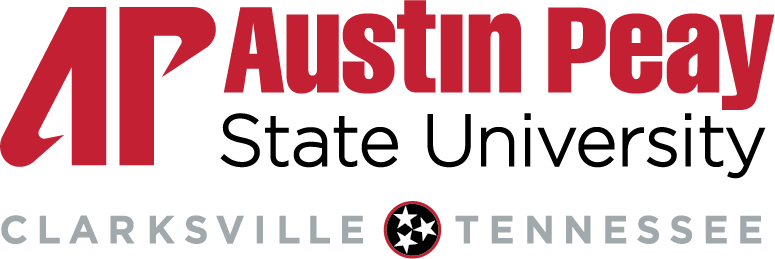 AP Austin Peay
State University
CLARKSVILLE TENNESSEE